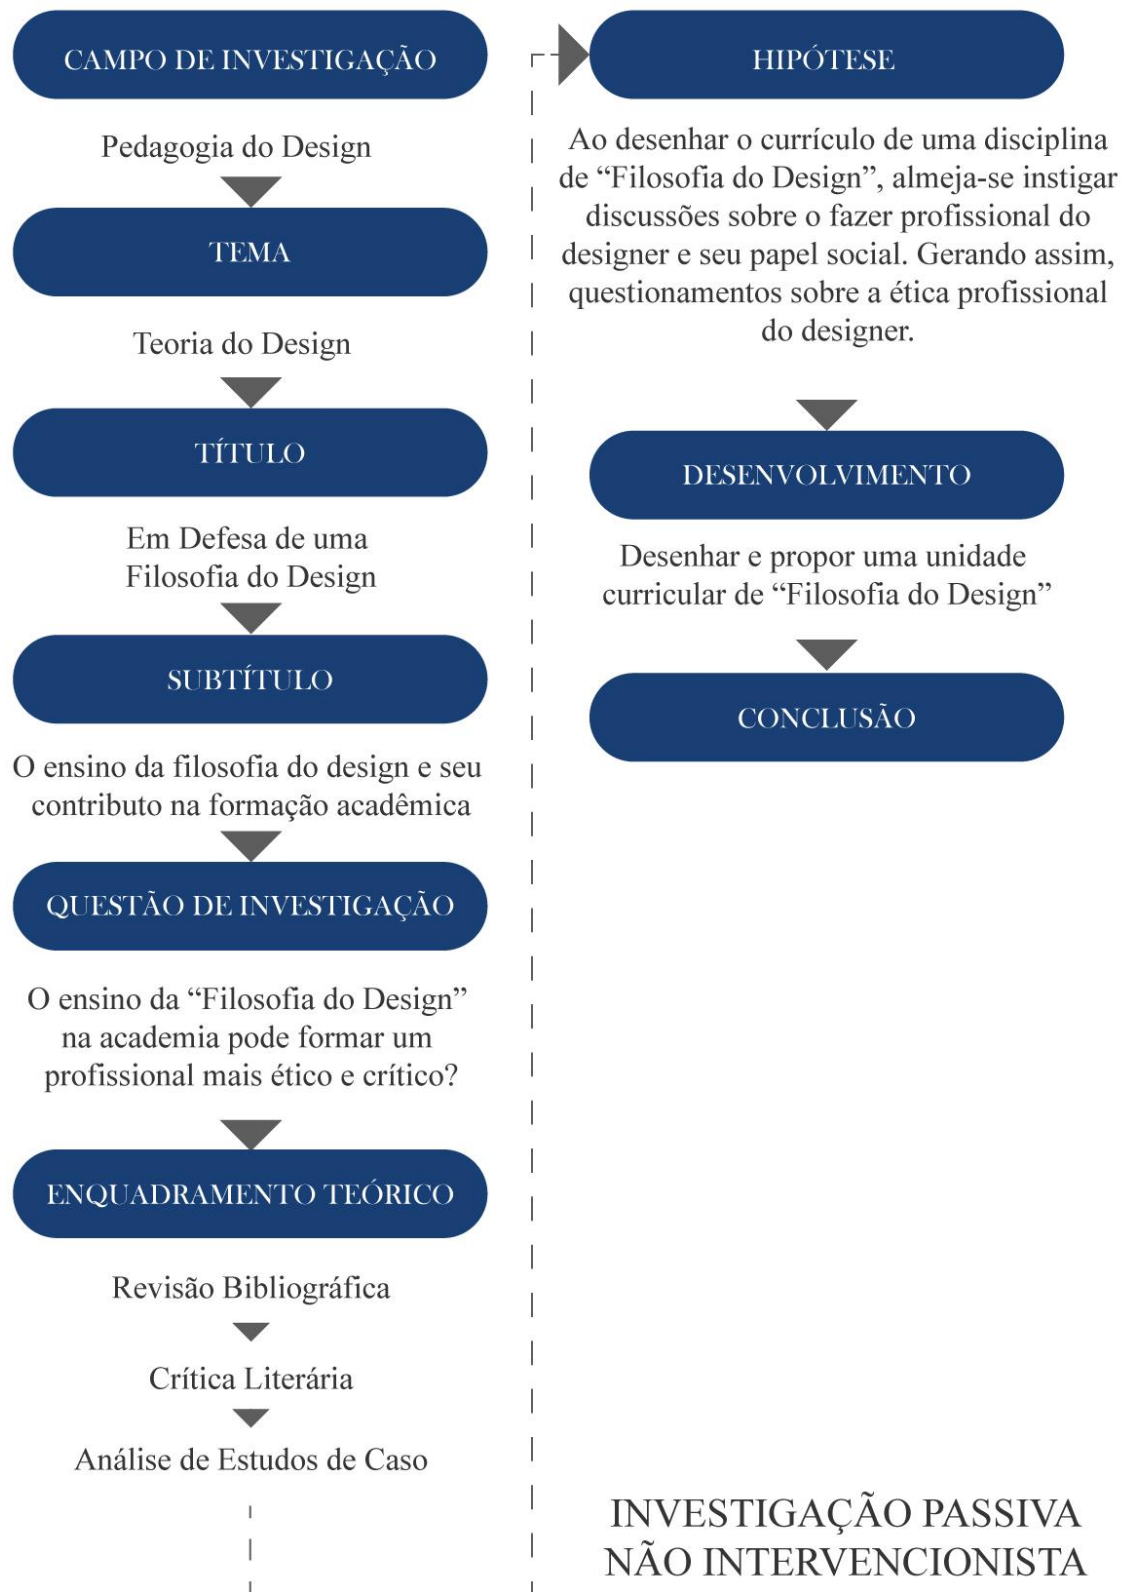 CAMPO DE INVESTIGAÇÃO
Pedagogia do Design
TEMA
Teoria do Design
TÍTULO
Em Defesa de uma
Filosofia do Design
SUBTÍTULO
O ensino da filosofia do design e seu
contributo na formação acadêmica
QUESTÃO DE INVESTIGAÇÃO
O ensino da “Filosofia do Design”
na academia pode formar um
profissional mais ético e crítico?
ENQUADRAMENTO TEÓRICO
Revisão Bibliográfica
Crítica Literária
Análise de Estudos de Caso
HIPÓTESE
Ao desenhar o currículo de uma disciplina
de “Filosofia do Design”, almeja-se instigar
discussões sobre o fazer profissional do
designer e seu papel social. Gerando assim,
questionamentos sobre a ética profissional
do designer.
DESENVOLVIMENTO
Desenhar e propor uma unidade
curricular de “Filosofia do Design”
CONCLUSÃO
INVESTIGAÇÃO PASSIVA
NÃO INTERVENCIONISTA